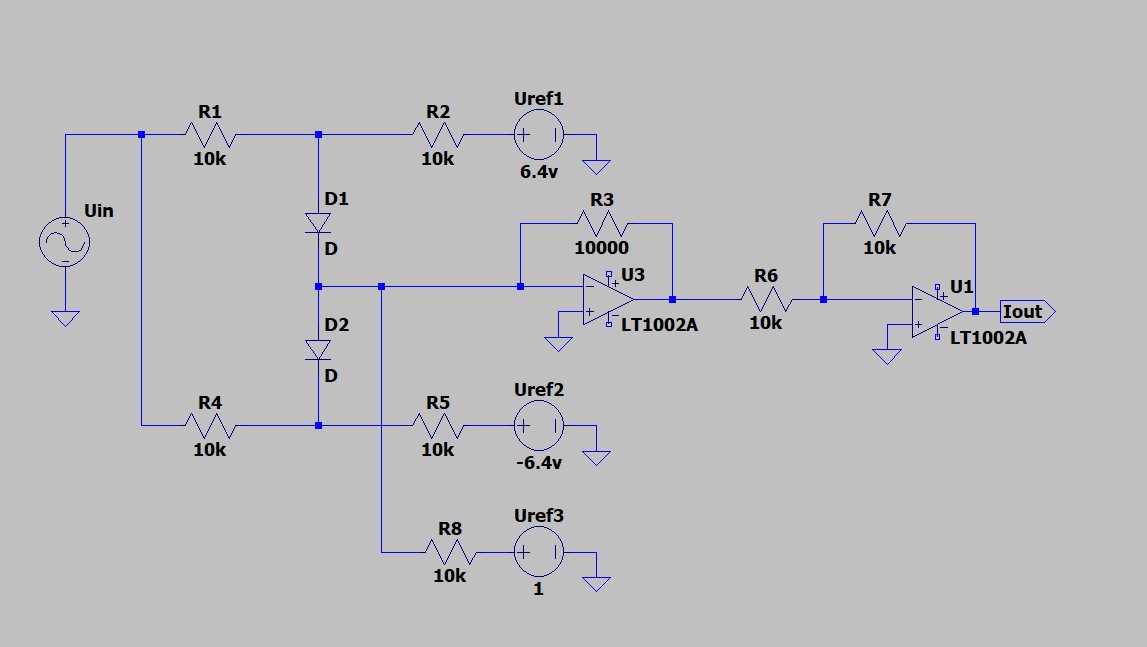 Uref1
R1
R2
10k
10k
6.4v
D1
R3
R7
Uin
D
10000
10k
U3
R6
U1
Iout
D2
LT1002A
10k
LT1002A
D
Uref2
R4
R5
10k
10k
-6.4v
Uref3
R8
10k
1